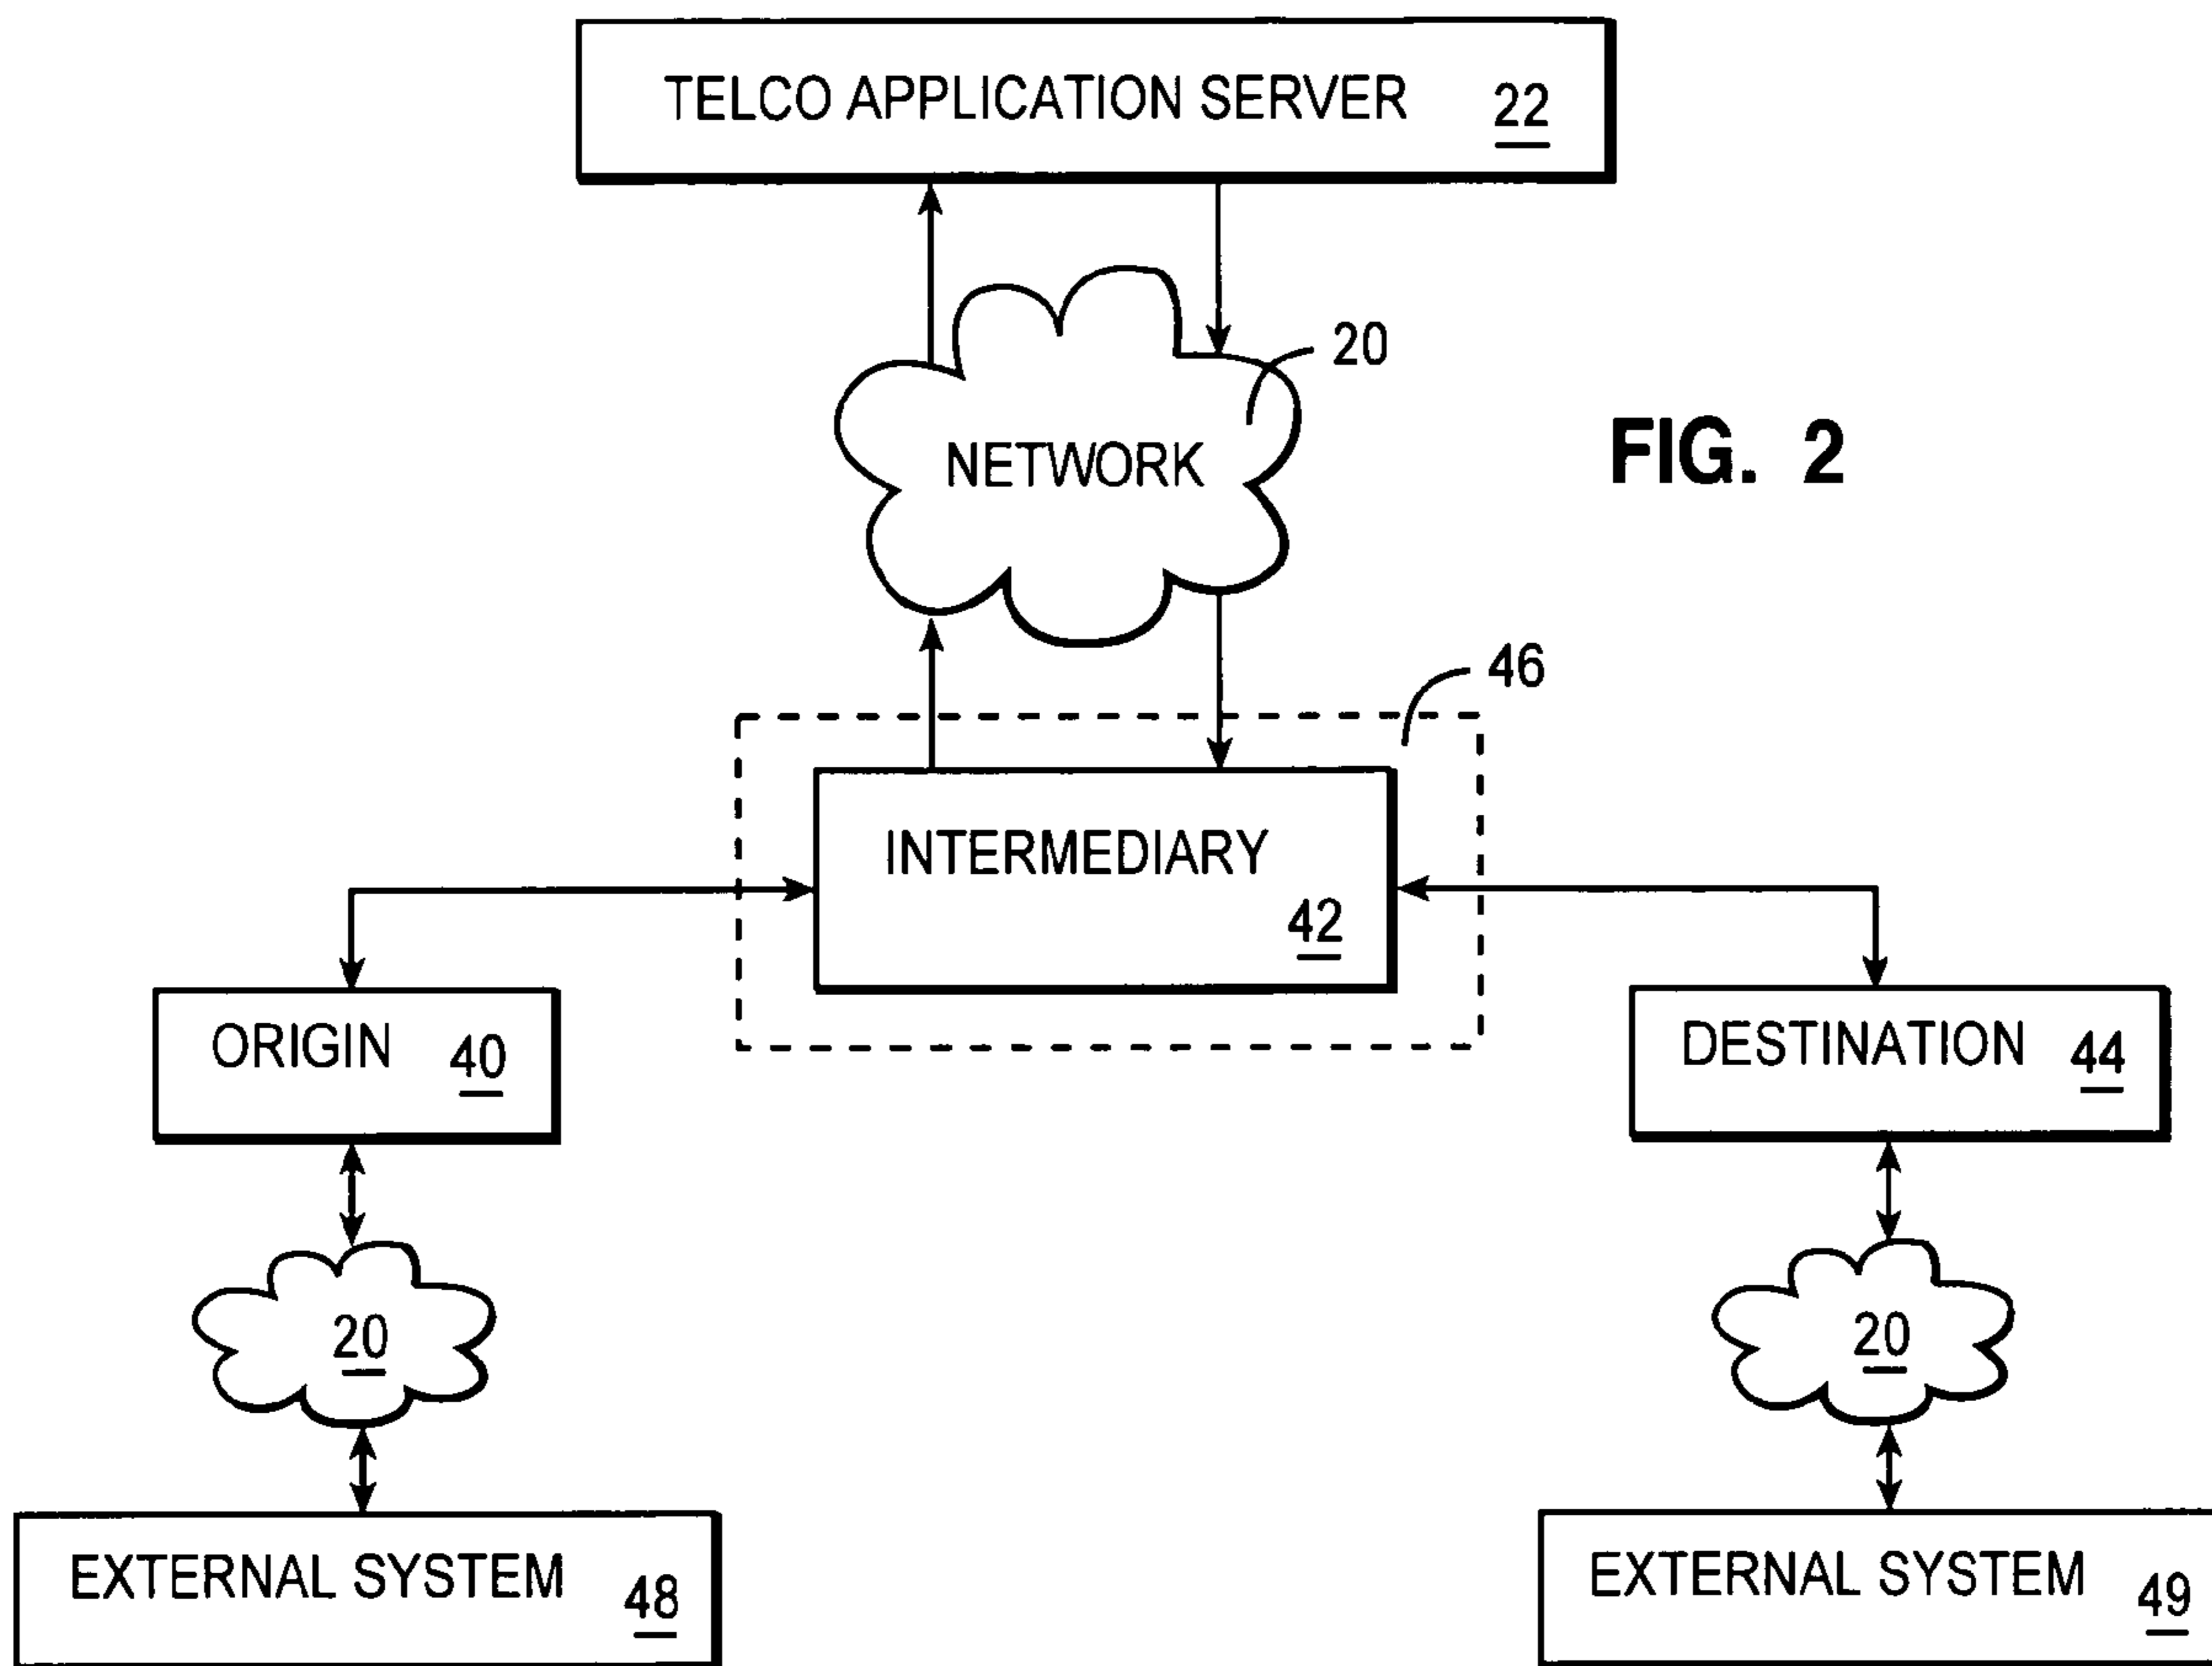 TELCO APPLICATION SERVER 22
20
NETWORK
FIG. 2
46
INTERMEDIARY
42
ORIGIN 40
DESTINATION 44
20
20
EXTERNAL SYSTEM 48
EXTERNAL SYSTEM 49